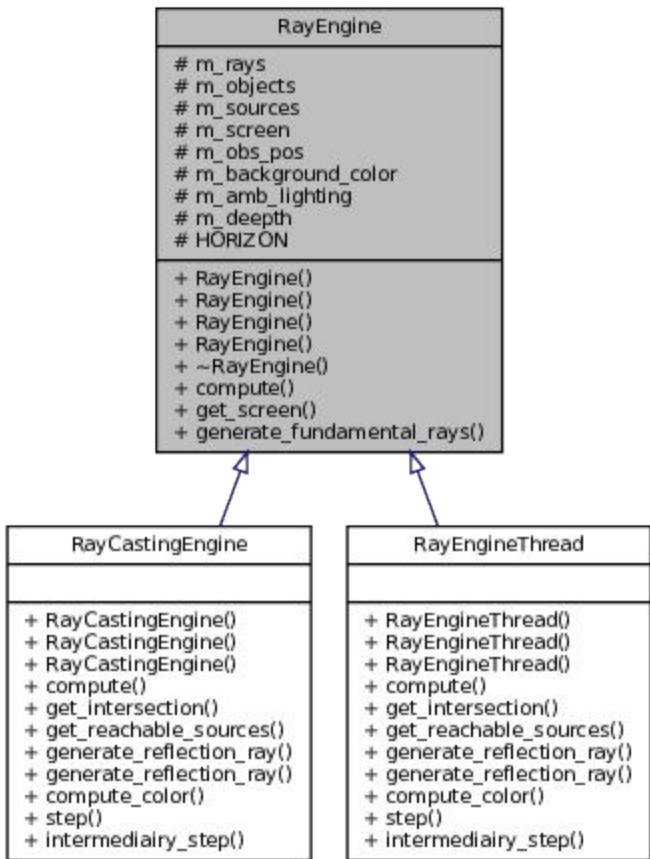 RayEngine
# m_rays
# m_objects
# m_sources
# m_screen
# m_obs_pos
# m_background_color
# m_amb_lighting
# m_deepth
# HORIZON
+ RayEngine()
+ RayEngine()
+ RayEngine()
+ RayEngine()
+ ~RayEngine()
+ compute()
+ get_screen()
+ generate_fundamental_rays()
RayCastingEngine
+ RayCastingEngine()
+ RayCastingEngine()
+ RayCastingEngine()
+ compute()
+ get_intersection()
+ get_reachable_sources()
+ generate_reflection_ray()
+ generate_reflection_ray()
+ compute_color()
+ step()
+ intermediairy_step()
RayEngineThread
+ RayEngineThread()
+ RayEngineThread()
+ RayEngineThread()
+ compute()
+ get_intersection()
+ get_reachable_sources()
+ generate_reflection_ray()
+ generate_reflection_ray()
+ compute_color()
+ step()
+ intermediairy_step()